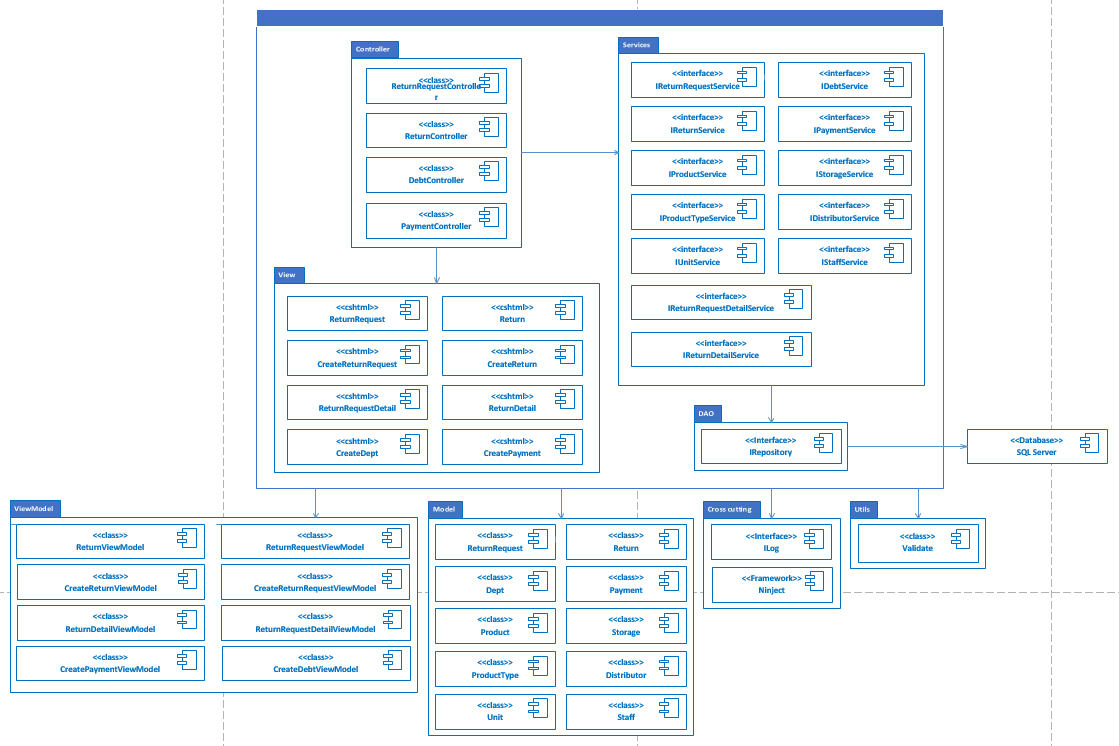 Controller
<<class>>
ReturnRequestControlle
r
<<class>>
ReturnController
<<class>>
DebtController
<<class>>
PaymentController
Services
<<interface>>
IReturnRequestService
<<interface>>
IDebtService
<<interface>>
IReturnService
<<interface>>
IPaymentService
<<interface>>
IProductService
<<interface>>
IStorageService
<<interface>>
IProductTypeService
<<interface>>
IDistributorService
<<interface>>
IUnitService
<<interface>>
IStaffService
<<interface>>
IReturnRequestDetailService
<<interface>>
IReturnDetailService
View
<<cshtml>>
ReturnRequest
<<cshtml>>
Return
<<cshtml>>
CreateReturnRequest
<<cshtml>>
CreateReturn
<<cshtml>>
ReturnRequestDetail
<<cshtml>>
ReturnDetail
<<cshtml>>
CreateDept
<<cshtml>>
CreatePayment
DAO
<<Interface>>
IRepository
<<Database>>
SQL Server
ViewModel
<<class>>
ReturnViewModel
<<class>>
ReturnRequestViewModel
<<class>>
CreateReturnViewModel
<<class>>
CreateReturnRequestViewModel
<<class>>
ReturnDetailViewModel
<<class>>
ReturnRequestDetailViewModel
<<class>>
CreatePaymentViewModel
<<class>>
CreateDebtViewModel
Model
<<class>>
ReturnRequest
<<class>>
Return
<<class>>
Dept
<<class>>
Payment
<<class>>
Product
<<class>>
Storage
<<class>>
ProductType
<<class>>
Distributor
<<class>>
Unit
<<class>>
Staff
Cross cutting
<<Interface>>
ILog
<<Framework>>
Ninject
Utils
<<class>>
Validate